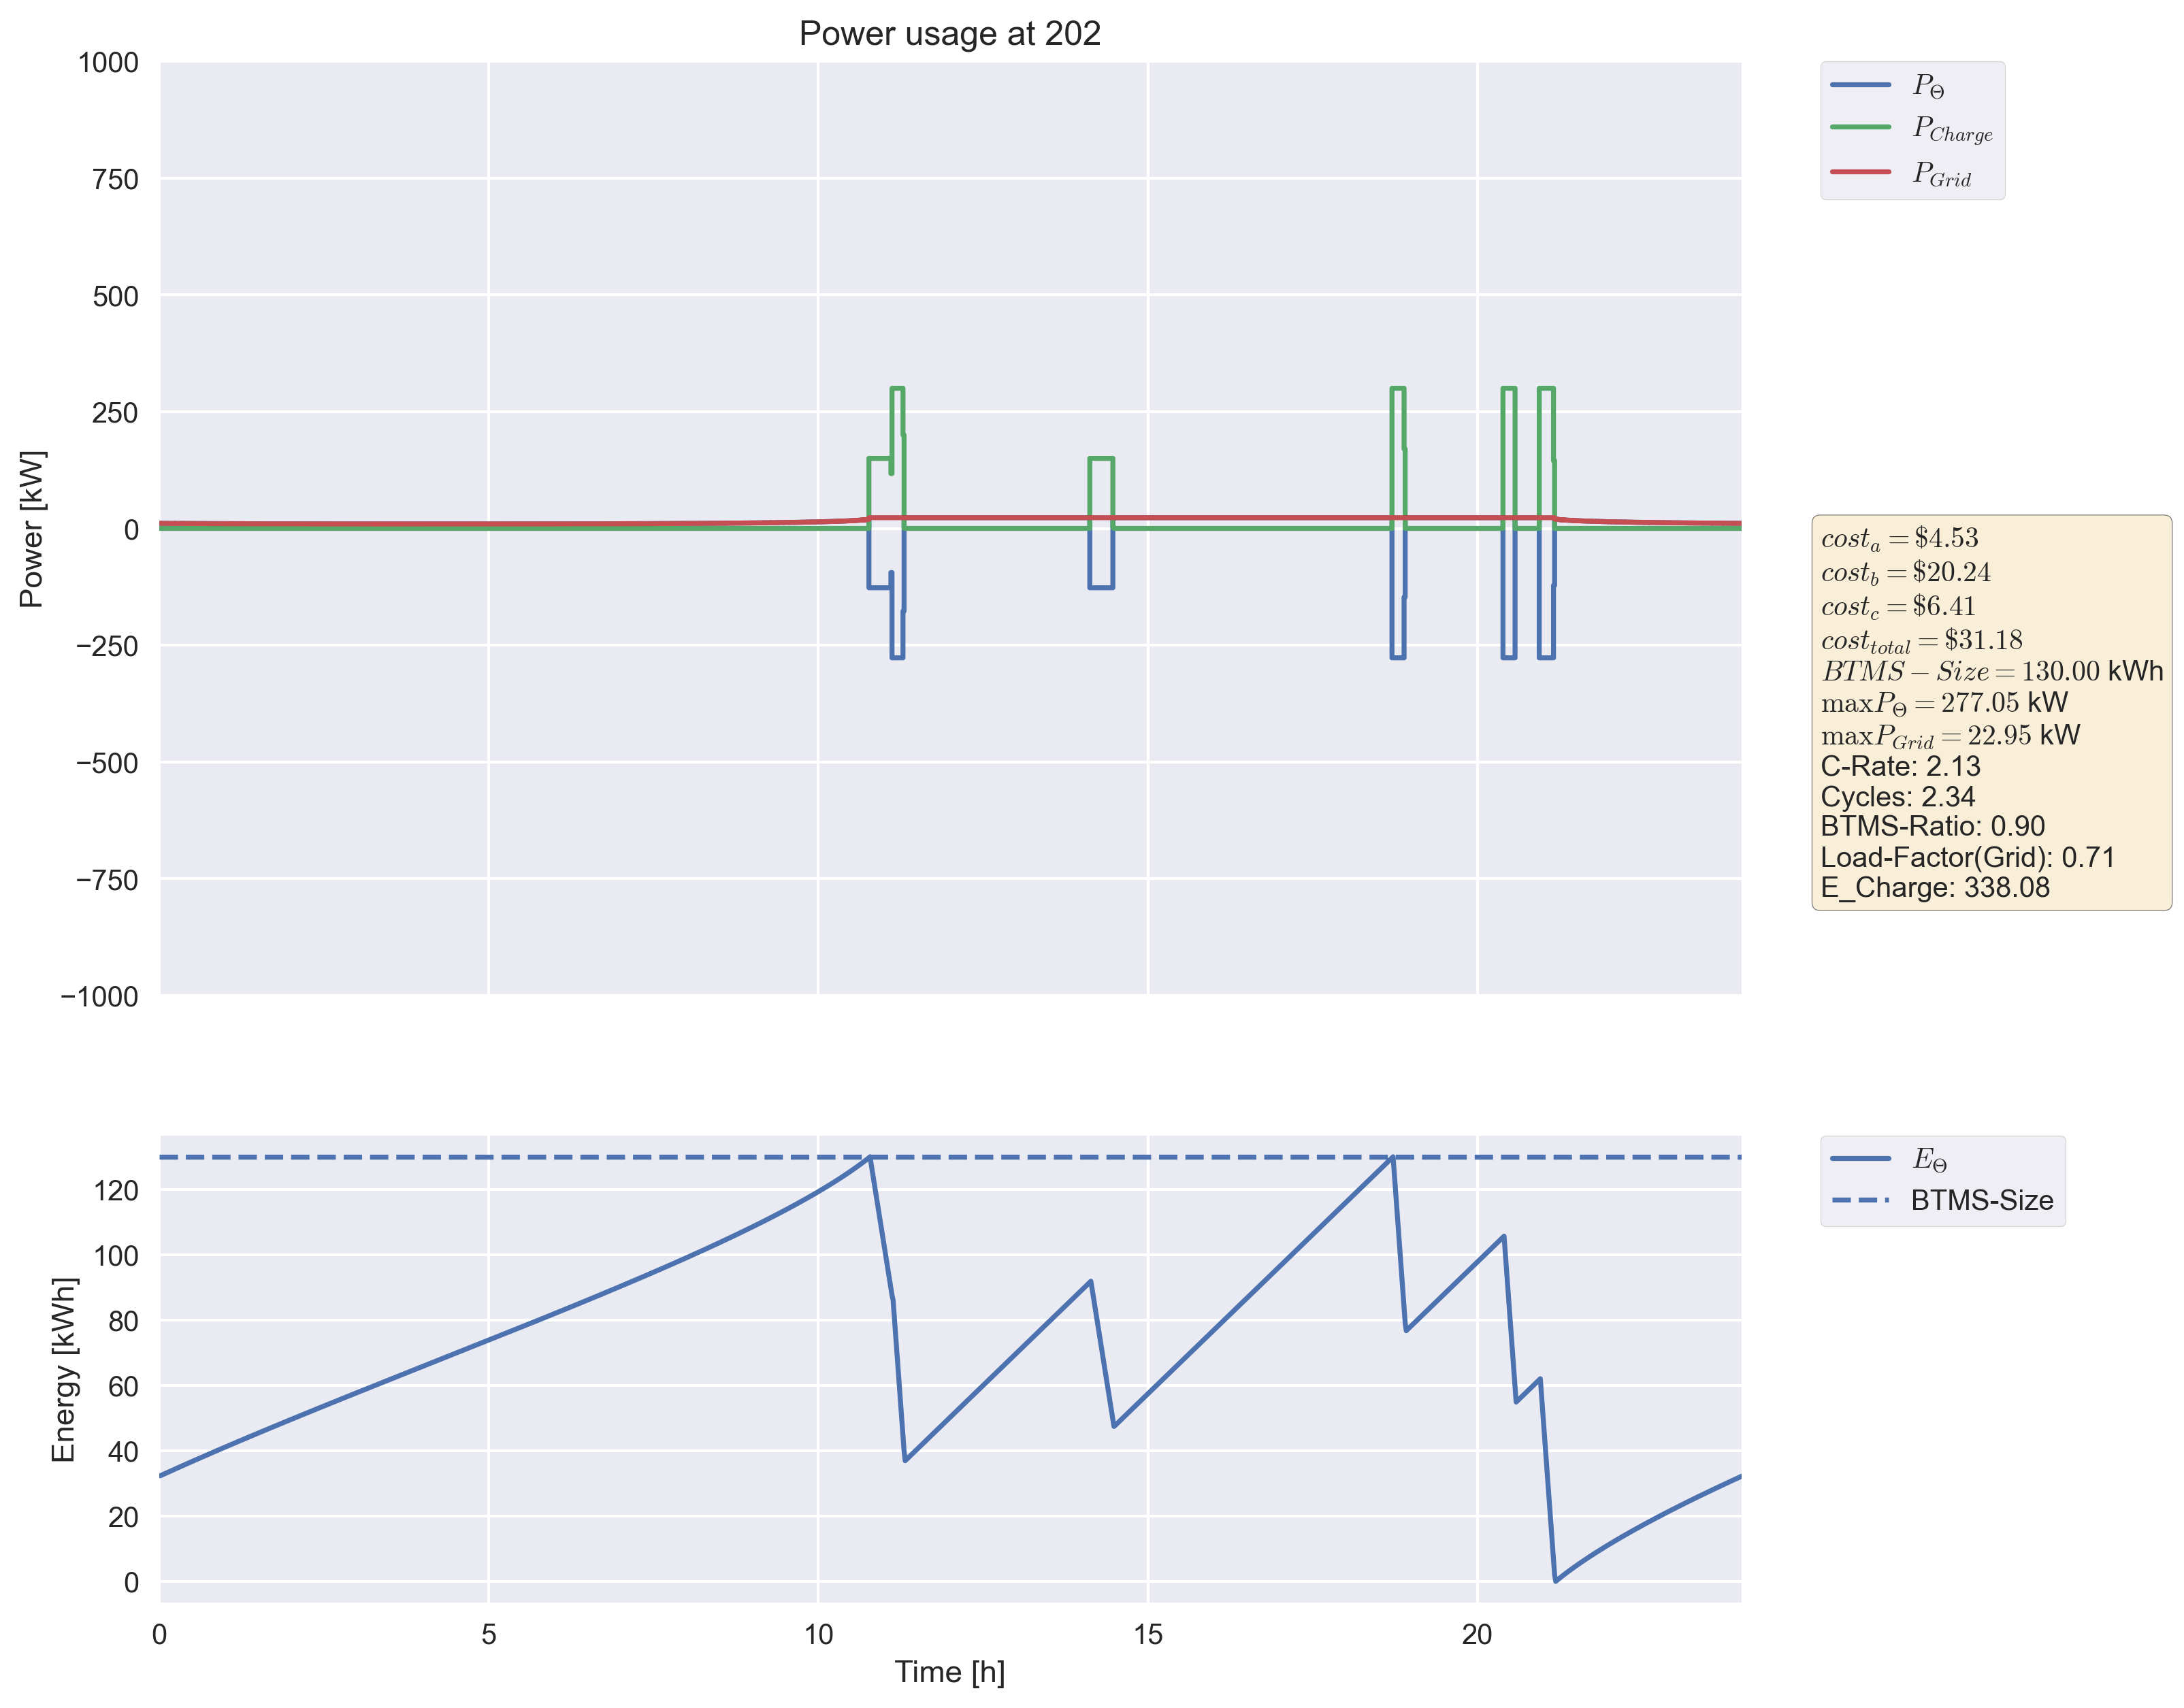 Power usage at 202
1000
750
500
250
0
−250
−500
−750
−1000
Power [kW]
P_Θ
P_Charge
P_Grid
cost_a = $4.53
cost_b = $20.24
cost_c = $6.41
cost_total = $31.18
BTMS − Size = 130.00 kWh
maxP_Θ = 277.05 kW
maxP_Grid = 22.95 kW
C-Rate: 2.13
Cycles: 2.34
BTMS-Ratio: 0.90
Load-Factor(Grid): 0.71
E_Charge: 338.08
120
100
80
60
40
20
0
Energy [kWh]
E_Θ
BTMS-Size
0 5 10 15 20
Time [h]